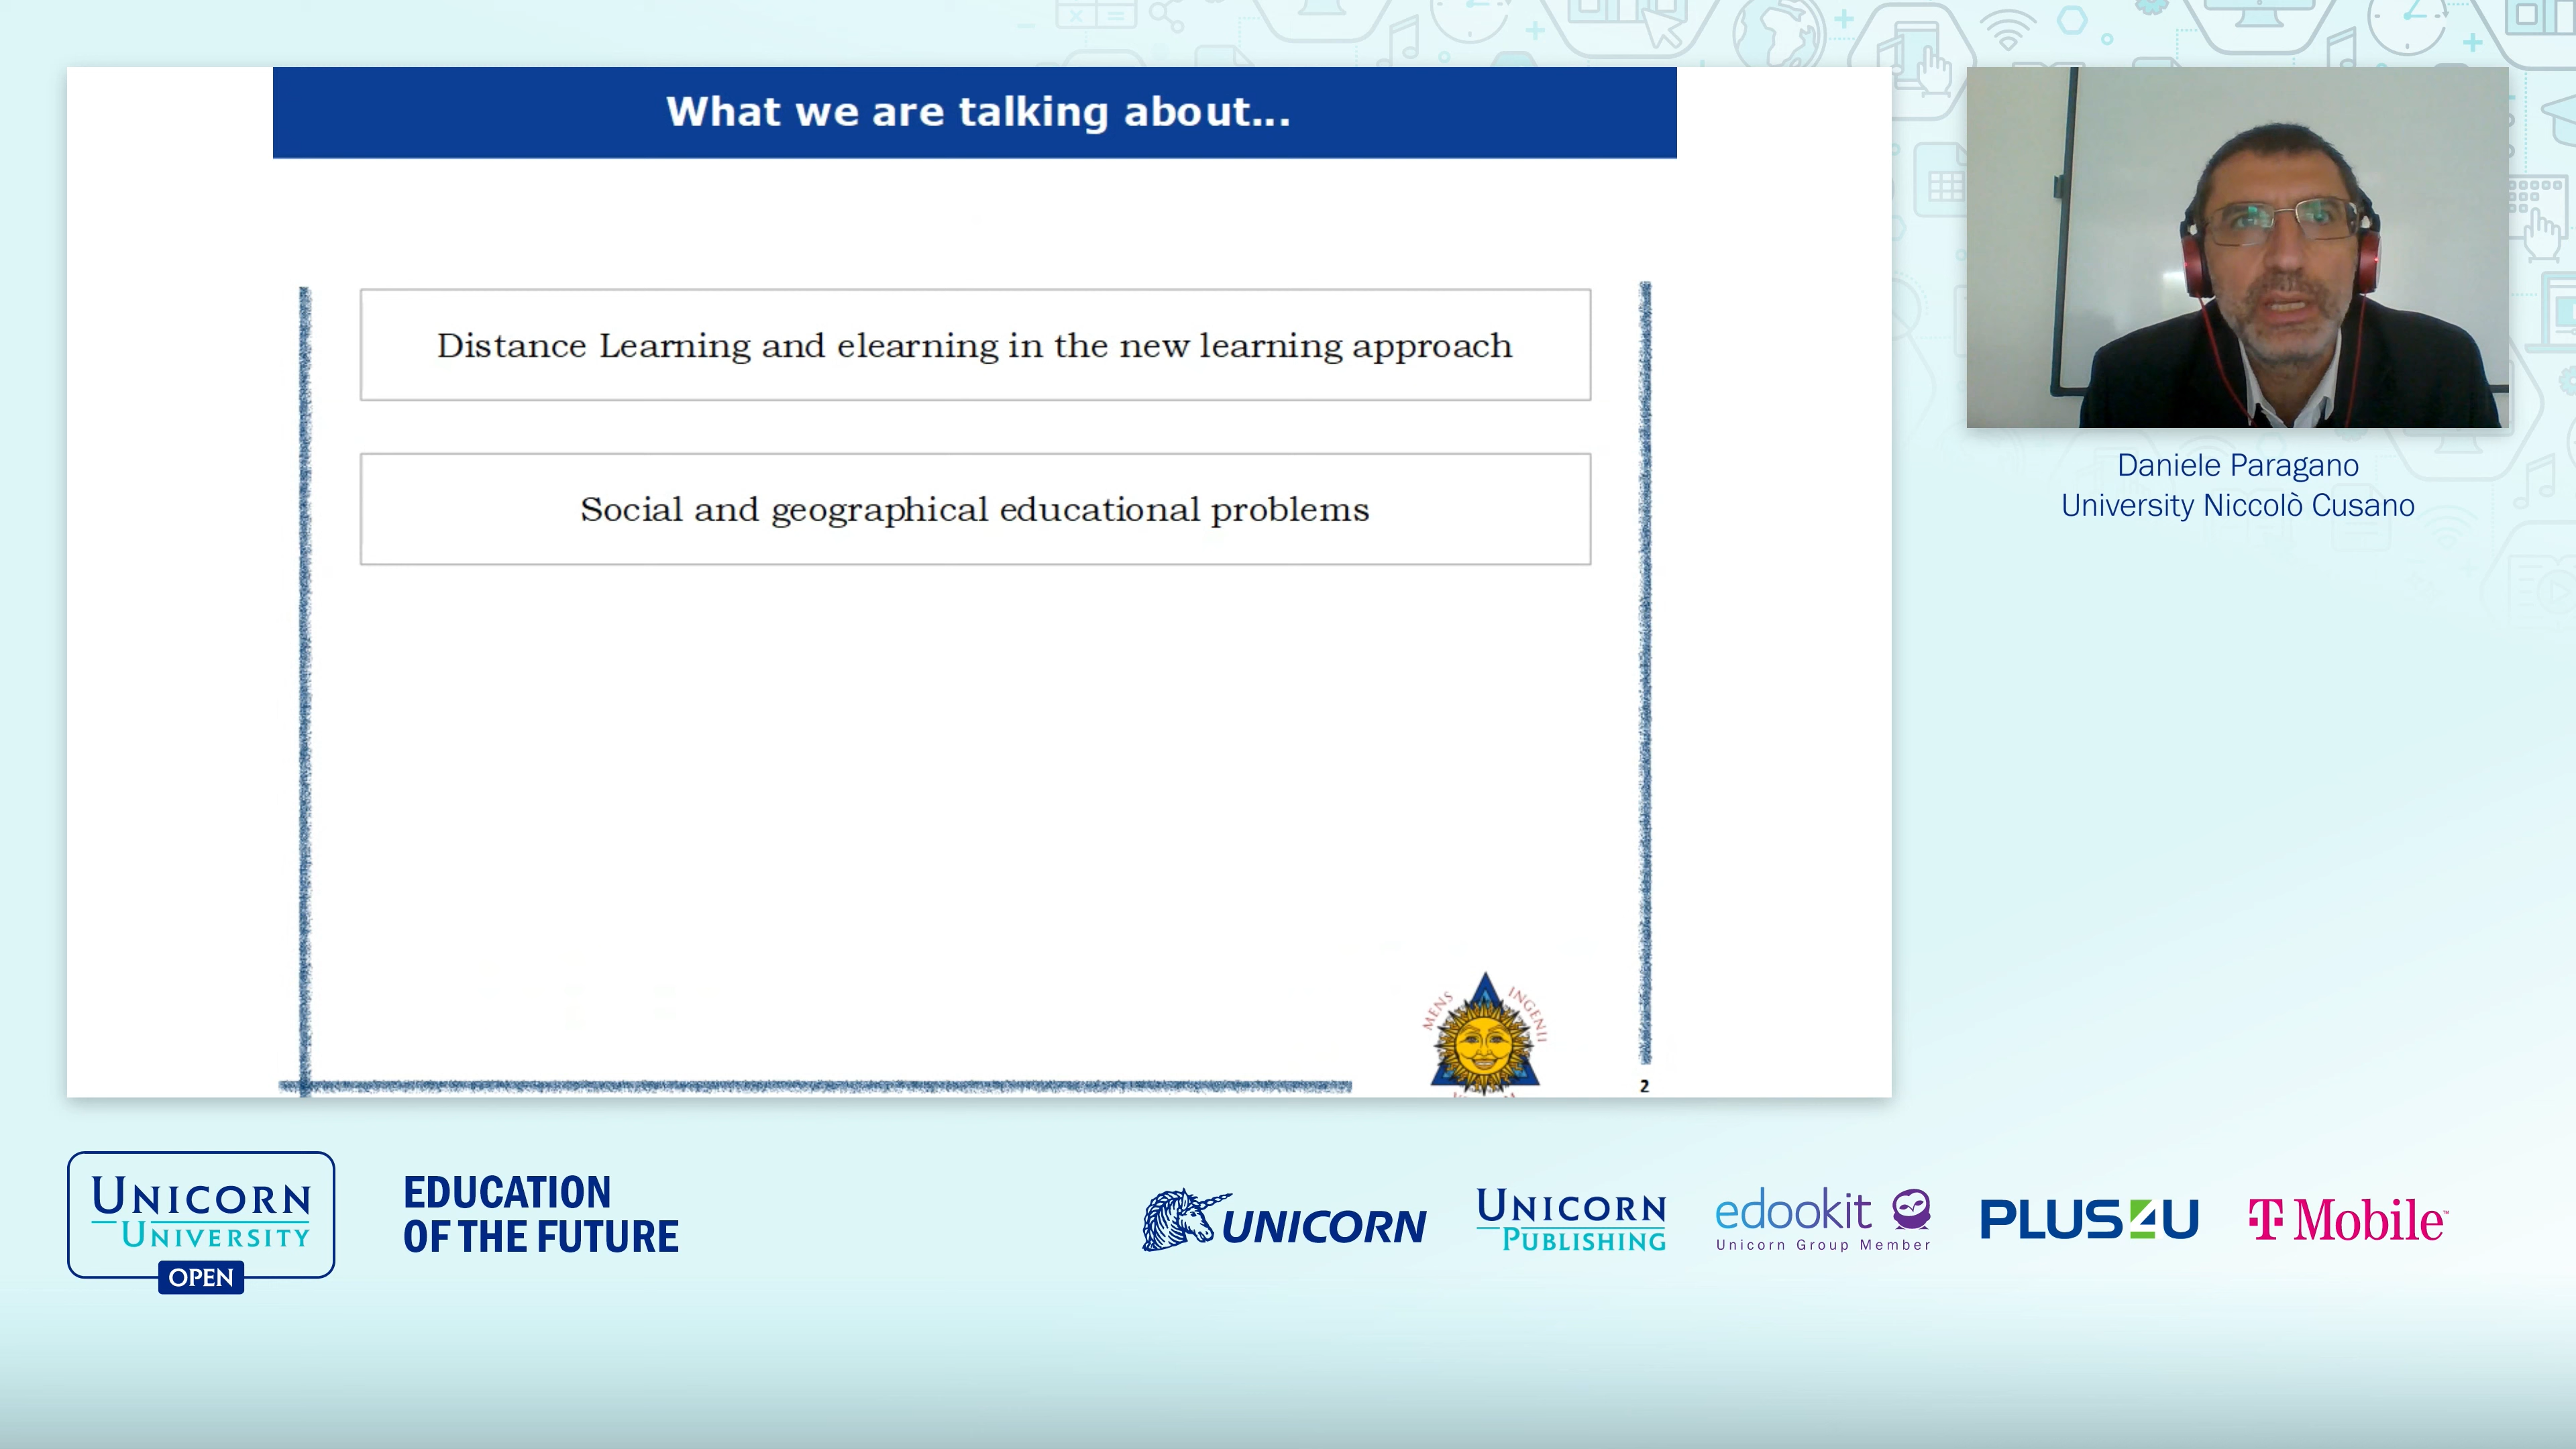 What we are talking about...
Distance Learning and elearning in the new learning approach
Social and geographical educational problems
MENS
INGENII
2
Daniele Paragano
University Niccolò Cusano
UNICORN
UNIVERSITY
OPEN
EDUCATION
OF THE FUTURE
UNICORN
UNICORN
PUBLISHING
edookit
Unicorn Group Member
PLUS4U
T Mobile™